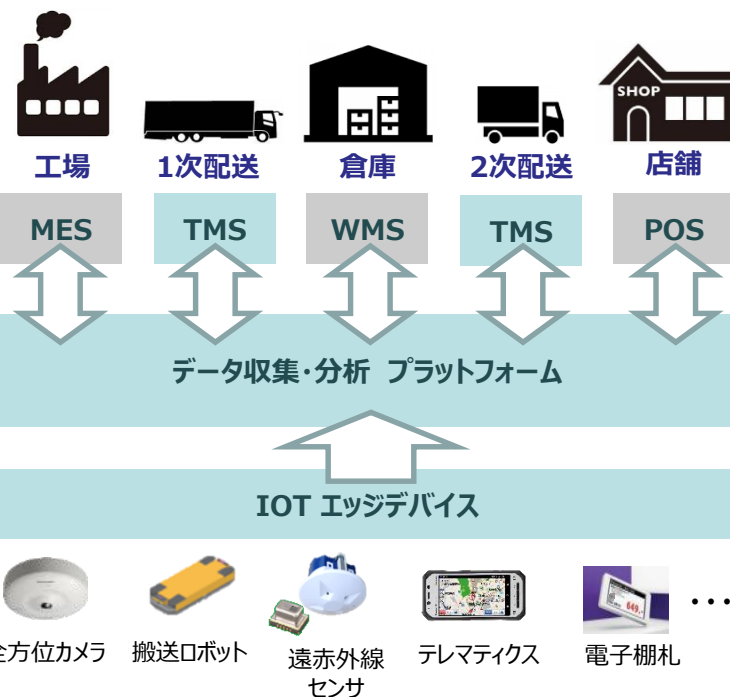 SHOP
工場 1次配送 倉庫 2次配送 店舗
MES TMS WMS TMS POS
データ収集・分析 プラットフォーム
IOT エッジデバイス
649.-
全方位カメラ 搬送ロボット 遠赤外線 テレマティクス 電子棚札 ・・・
センサ